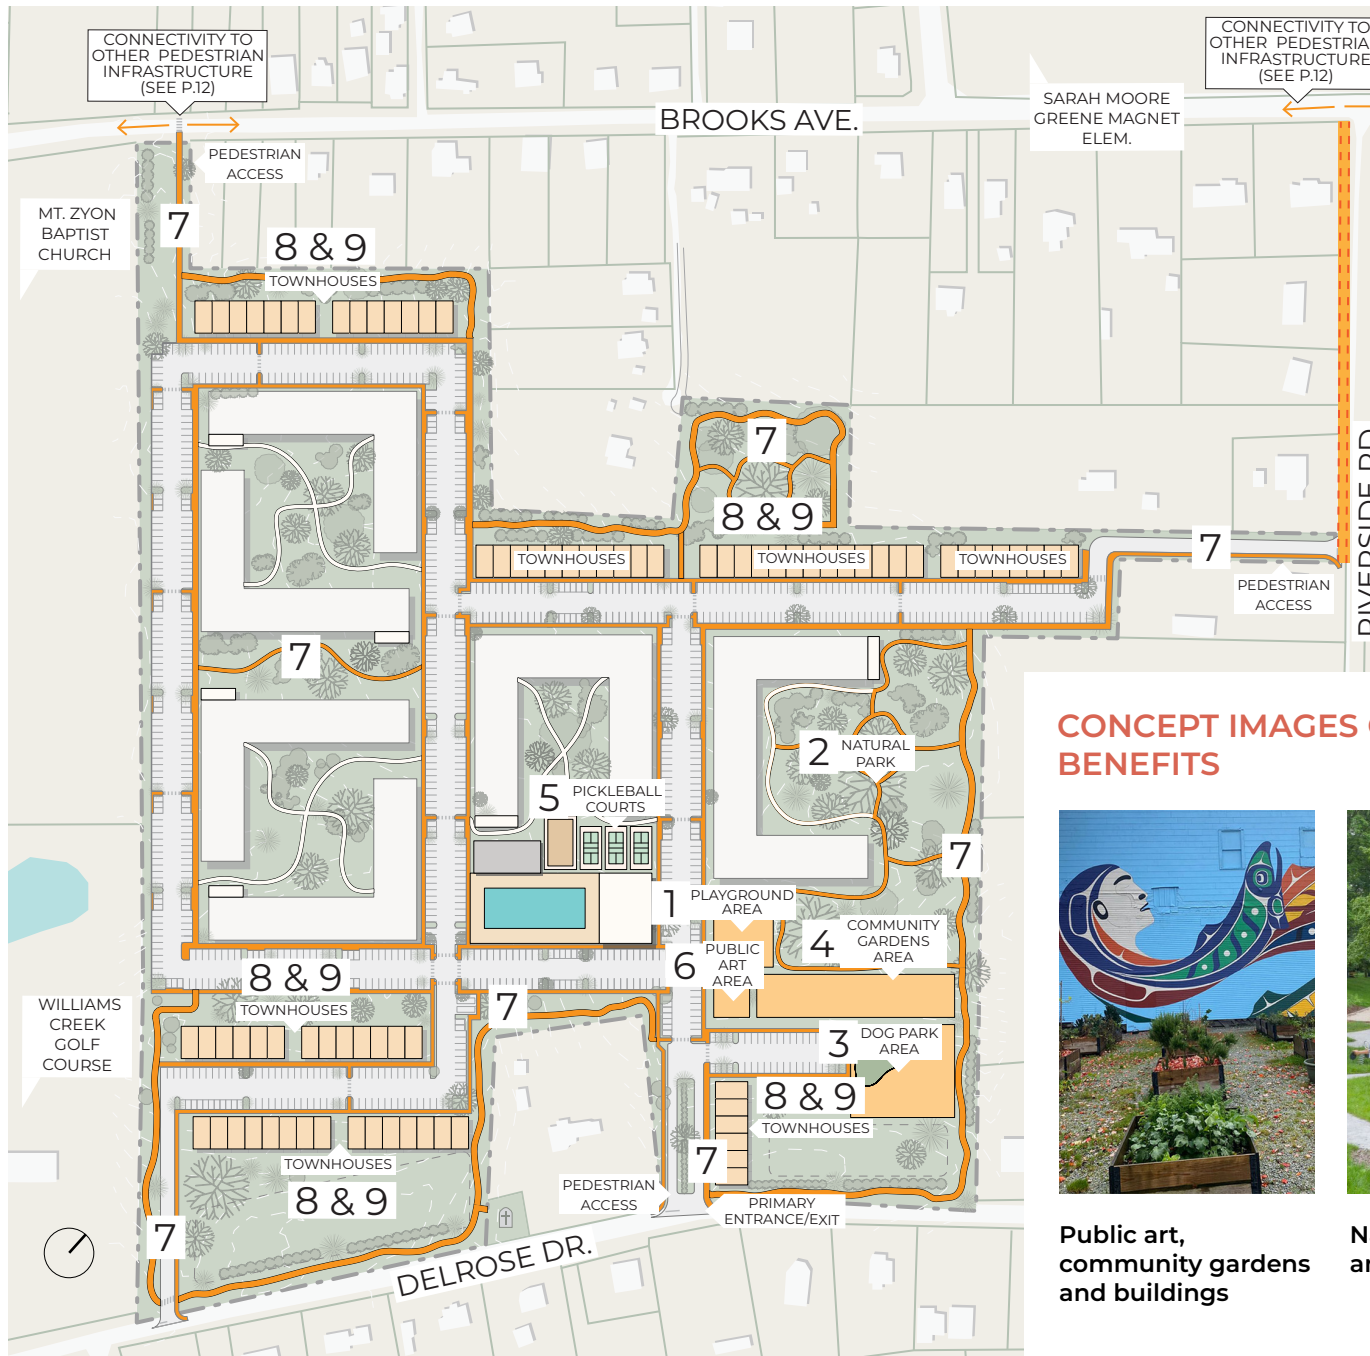 CONNECTIVITY TO
OTHER PEDESTRIAN
INFRASTRUCTURE
(SEE P.12)
CONNECTIVITY TO
OTHER PEDESTRIA
INFRASTRUCTURE
(SEE P.12)
BROOKS AVE.
SARAH MOORE
GREENE MAGNET
ELEM.
PEDESTRIAN
ACCESS
MT. ZYON
BAPTIST
CHURCH
7
8 & 9
TOWNHOUSES
7
8 & 9
TOWNHOUSES
TOWNHOUSES
TOWNHOUSES
7
PEDESTRIAN
ACCESS
RIVERSIDE RD
7
2 NATURAL
PARK
5 PICKLEBALL
COURTS
7
1 PLAYGROUND
AREA
4 COMMUNITY
GARDENS
AREA
6 PUBLIC
ART
AREA
8 & 9
TOWNHOUSES
7
WILLIAMS
CREEK
GOLF
COURSE
3 DOG PARK
AREA
8 & 9
TOWNHOUSES
TOWNHOUSES
8 & 9
7
PEDESTRIAN
ACCESS
PRIMARY
ENTRANCE/EXIT
7
DELROSE DR.
CONCEPT IMAGES
BENEFITS
Public art,
community gardens
and buildings